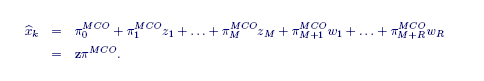 x̂_k = π_0^{MCO} + π_1^{MCO} z_1 + … + π_M^{MCO} z_M + π_{M+1}^{MCO} w_1 + … + π_{M+R}^{MCO} w_R
= zπ^{MCO}.